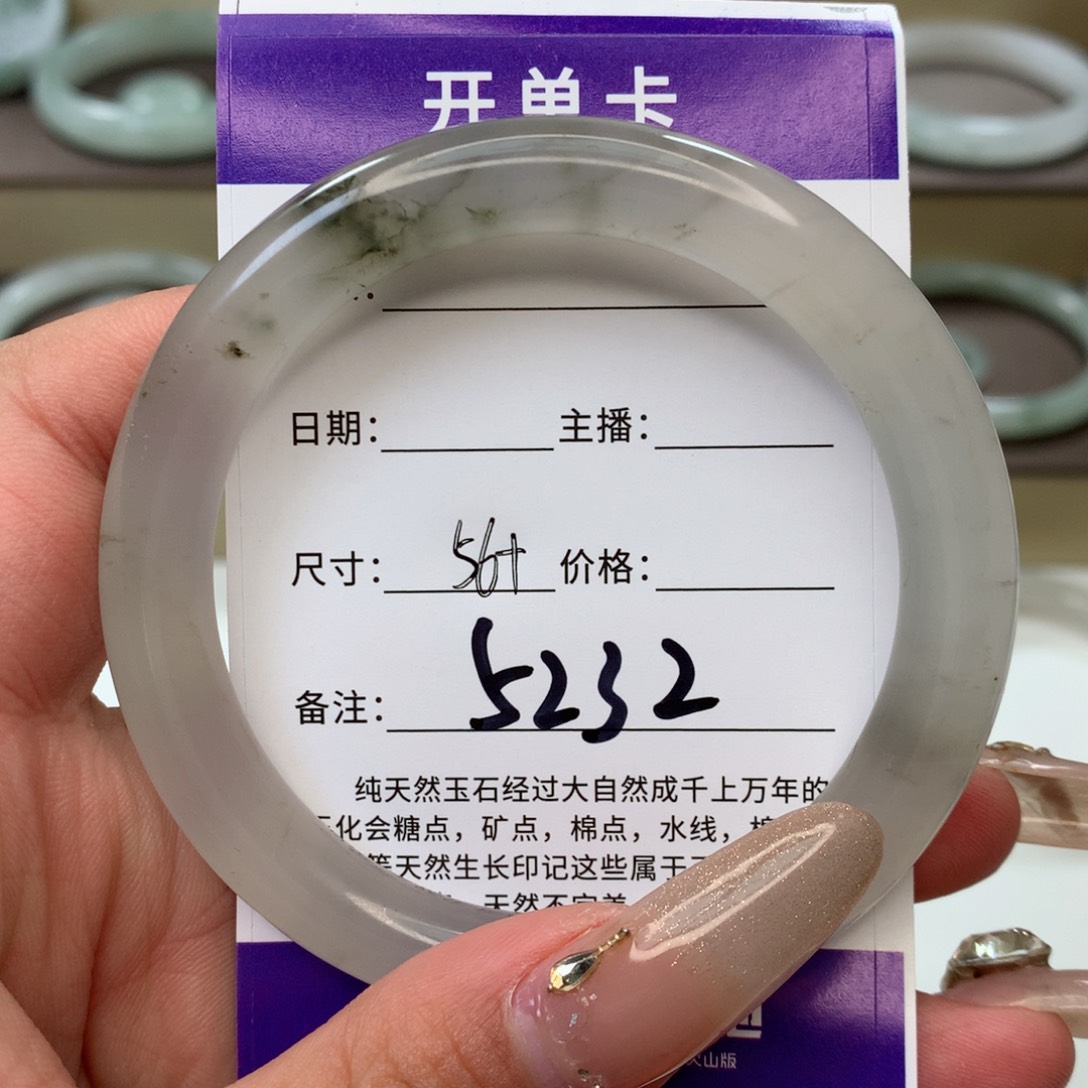 开单卡
日期： 主播：
尺寸： 56+ 价格：
备注： 5232
纯天然玉石经过大自然成千上万年的
化会糖点，矿点，棉点，水线，
等天然生长印记这些属于
天然不完美
火山版